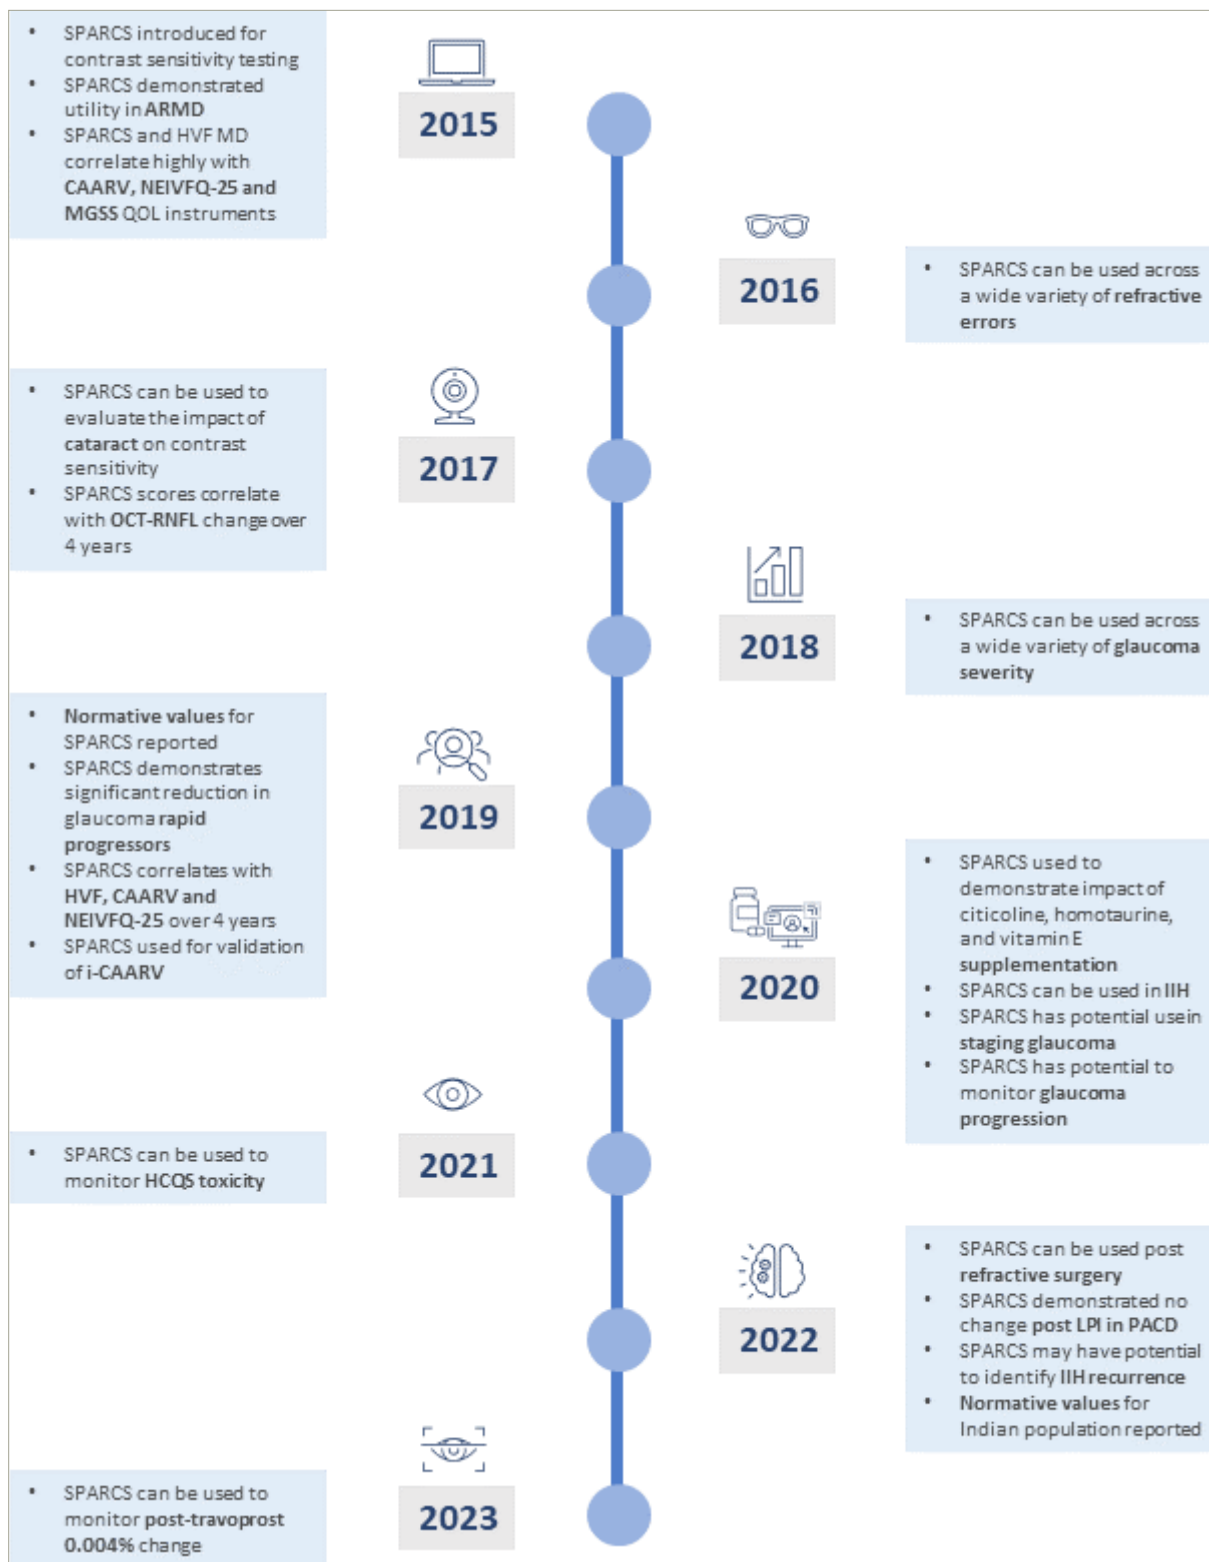 • SPARCS introduced for
contrast sensitivity testing
• SPARCS demonstrated
utility in ARMD
• SPARCS and HVF MD
correlate highly with
CAARV, NEIVFQ-25 and
MGSS QOL instruments
2015
2016
• SPARCS can be used across
a wide variety of refractive
errors
• SPARCS can be used to
evaluate the impact of
cataract on contrast
sensitivity
• SPARCS scores correlate
with OCT-RNFL change over
4 years
2017
2018
• SPARCS can be used across
a wide variety of glaucoma
severity
• Normative values for
SPARCS reported
• SPARCS demonstrates
significant reduction in
glaucoma rapid
progressors
• SPARCS correlates with
HVF, CAARV and
NEIVFQ-25 over 4 years
• SPARCS used for validation
of i-CAARV
2019
2020
• SPARCS used to
demonstrate impact of
citicoline, homotaurine,
and vitamin E
supplementation
• SPARCS can be used in IIH
• SPARCS has potential usein
staging glaucoma
• SPARCS has potential to
monitor glaucoma
progression
• SPARCS can be used to
monitor HCQS toxicity
2021
2022
• SPARCS can be used post
refractive surgery
• SPARCS demonstrated no
change post LPI in PACD
• SPARCS may have potential
to identify IIH recurrence
• Normative values for
Indian population reported
• SPARCS can be used to
monitor post-travoprost
0.004% change
2023